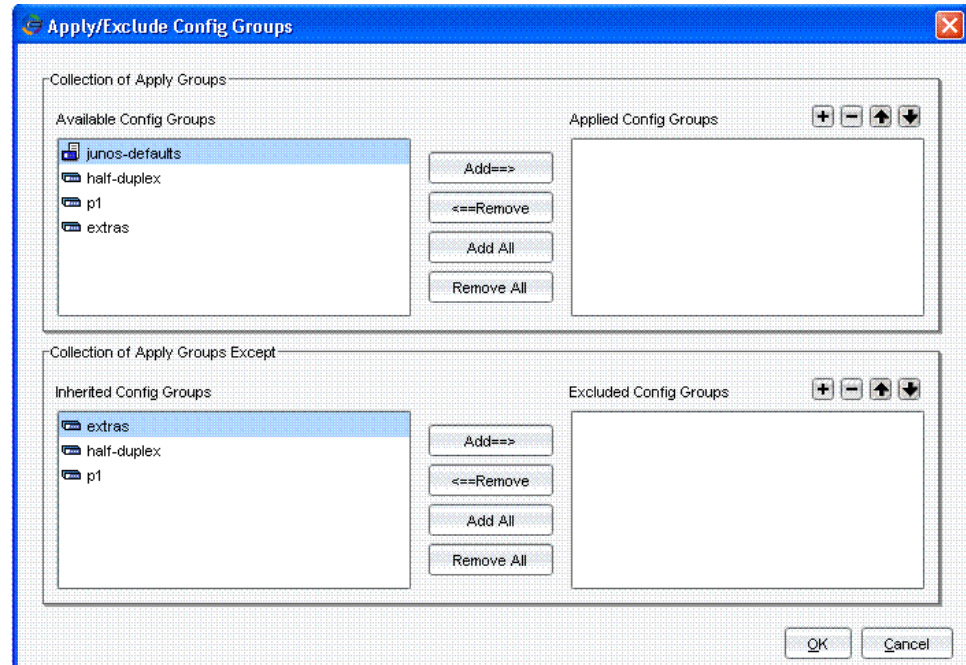 Apply/Exclude Config Groups
Collection of Apply Groups
Available Config Groups
Applied Config Groups
junos-defaults
half-duplex
p1
extras
Add==>
<==Remove
Add All
Remove All
Collection of Apply Groups Except
Inherited Config Groups
Excluded Config Groups
extras
half-duplex
p1
Add==>
<==Remove
Add All
Remove All
OK
Cancel